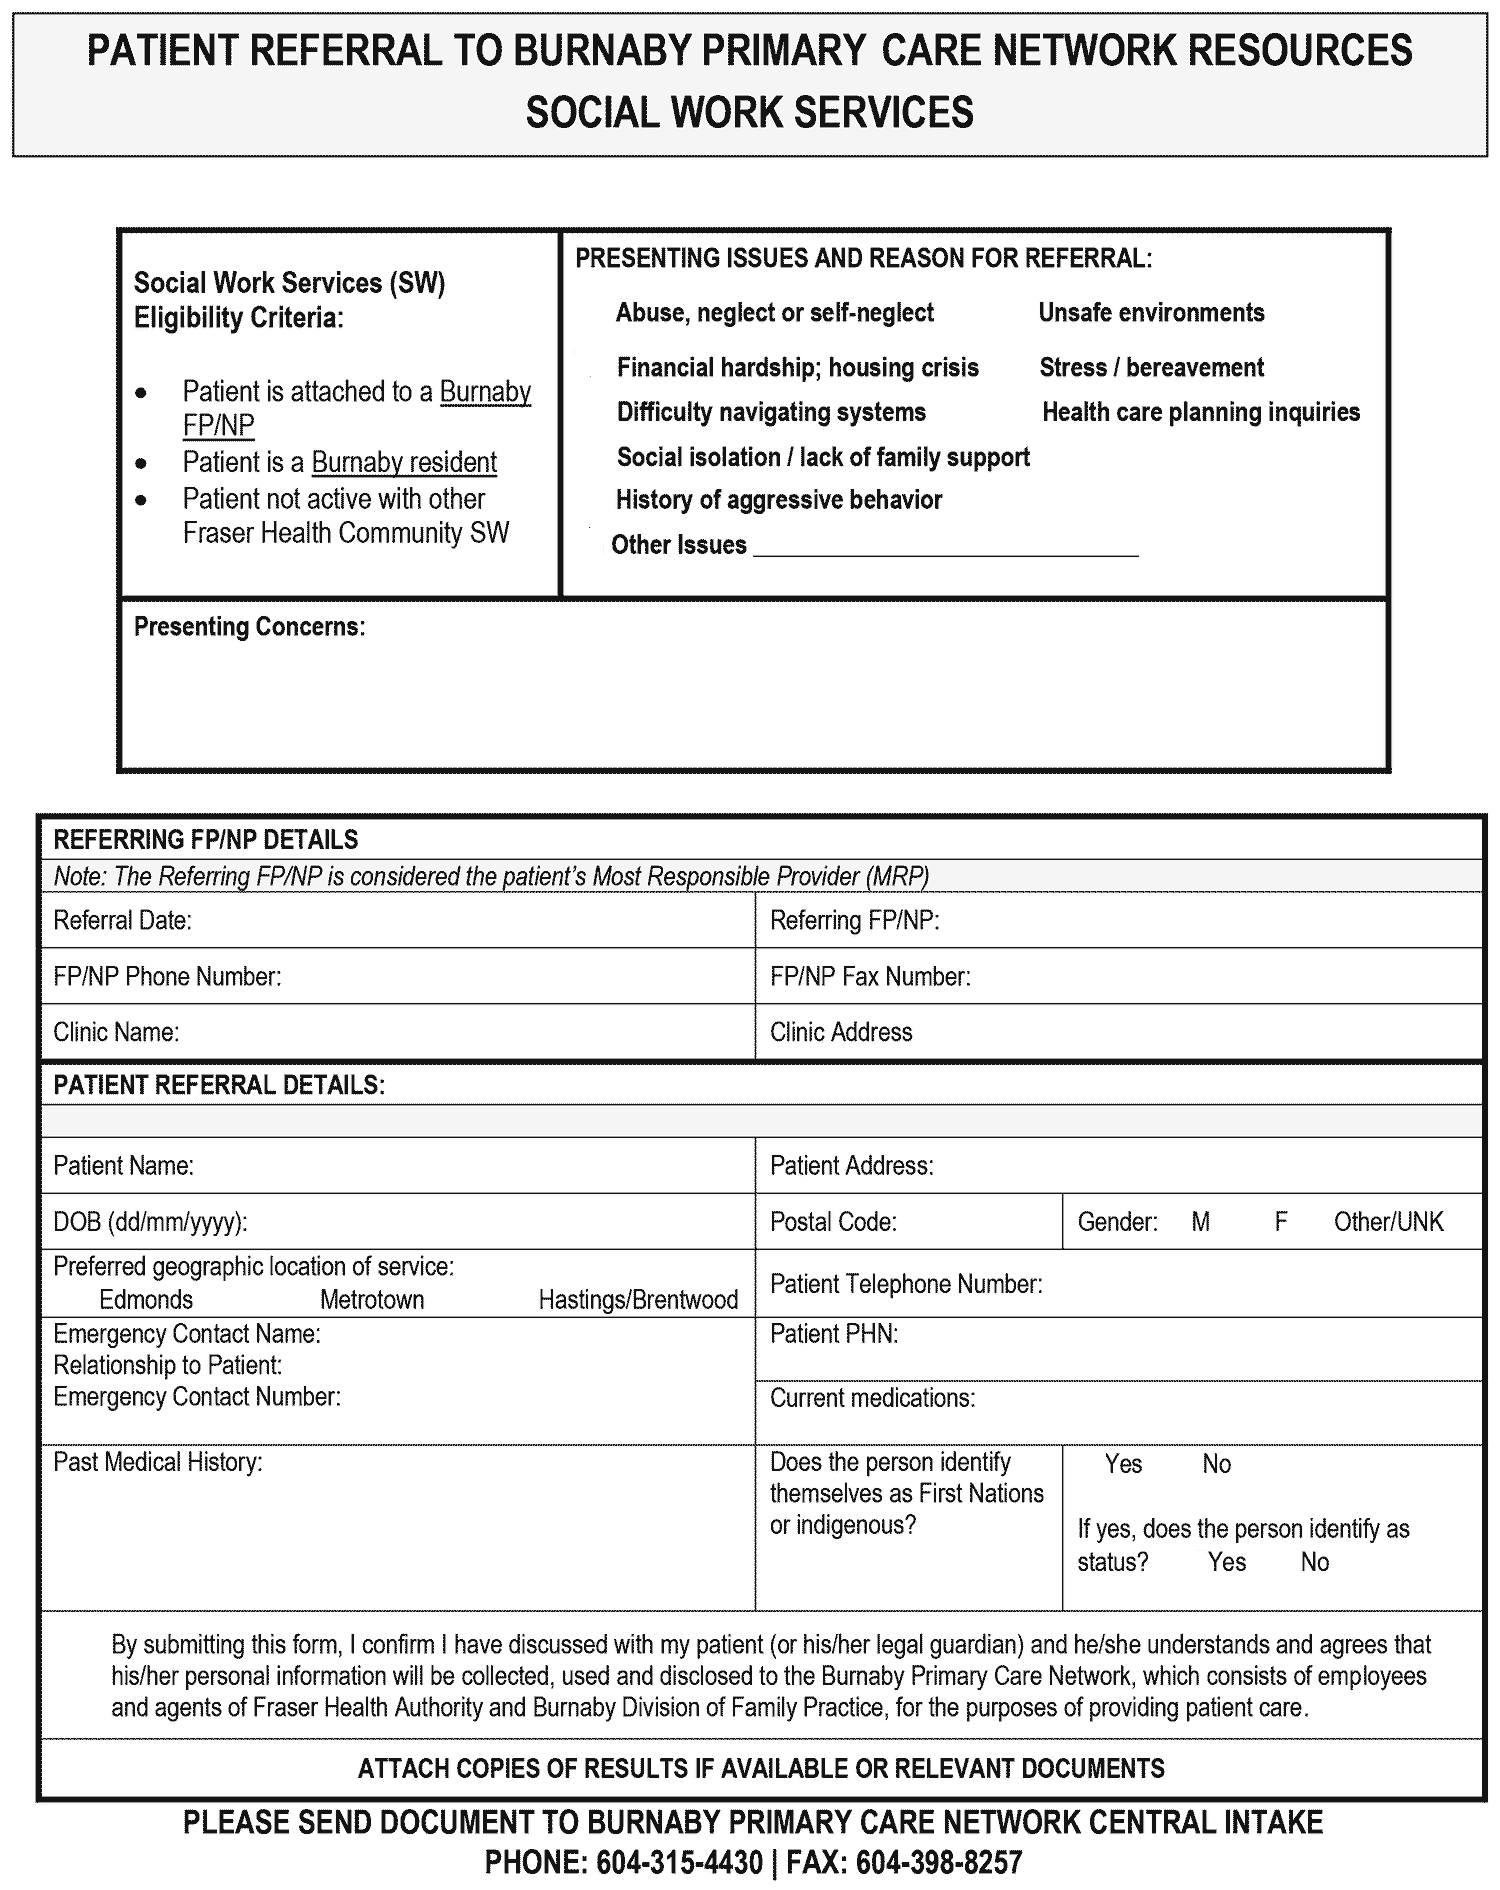 PATIENT REFERRAL TO BURNABY PRIMARY CARE NETWORK RESOURCES
SOCIAL WORK SERVICES
Social Work Services (SW)
Eligibility Criteria:
• Patient is attached to a Burnaby
FP/NP
• Patient is a Burnaby resident
• Patient not active with other
Fraser Health Community SW
PRESENTING ISSUES AND REASON FOR REFERRAL:
Abuse, neglect or self-neglect Unsafe environments
Financial hardship; housing crisis Stress / bereavement
Difficulty navigating systems Health care planning inquiries
Social isolation / lack of family support
History of aggressive behavior
Other Issues ____________________________
Presenting Concerns:
REFERRING FP/NP DETAILS
Note: The Referring FP/NP is considered the patient's Most Responsible Provider (MRP)
Referral Date: Referring FP/NP:
FP/NP Phone Number: FP/NP Fax Number:
Clinic Name: Clinic Address
PATIENT REFERRAL DETAILS:
Patient Name: Patient Address:
DOB (dd/mm/yyyy): Postal Code: Gender: M F Other/UNK
Preferred geographic location of service:
Edmonds Metrotown Hastings/Brentwood
Patient Telephone Number:
Emergency Contact Name:
Relationship to Patient:
Emergency Contact Number:
Patient PHN:
Current medications:
Past Medical History:
Does the person identify
themselves as First Nations
or indigenous?
Yes No
If yes, does the person identify as
status? Yes No
By submitting this form, I confirm I have discussed with my patient (or his/her legal guardian) and he/she understands and agrees that
his/her personal information will be collected, used and disclosed to the Burnaby Primary Care Network, which consists of employees
and agents of Fraser Health Authority and Burnaby Division of Family Practice, for the purposes of providing patient care.
ATTACH COPIES OF RESULTS IF AVAILABLE OR RELEVANT DOCUMENTS
PLEASE SEND DOCUMENT TO BURNABY PRIMARY CARE NETWORK CENTRAL INTAKE
PHONE: 604-315-4430 | FAX: 604-398-8257